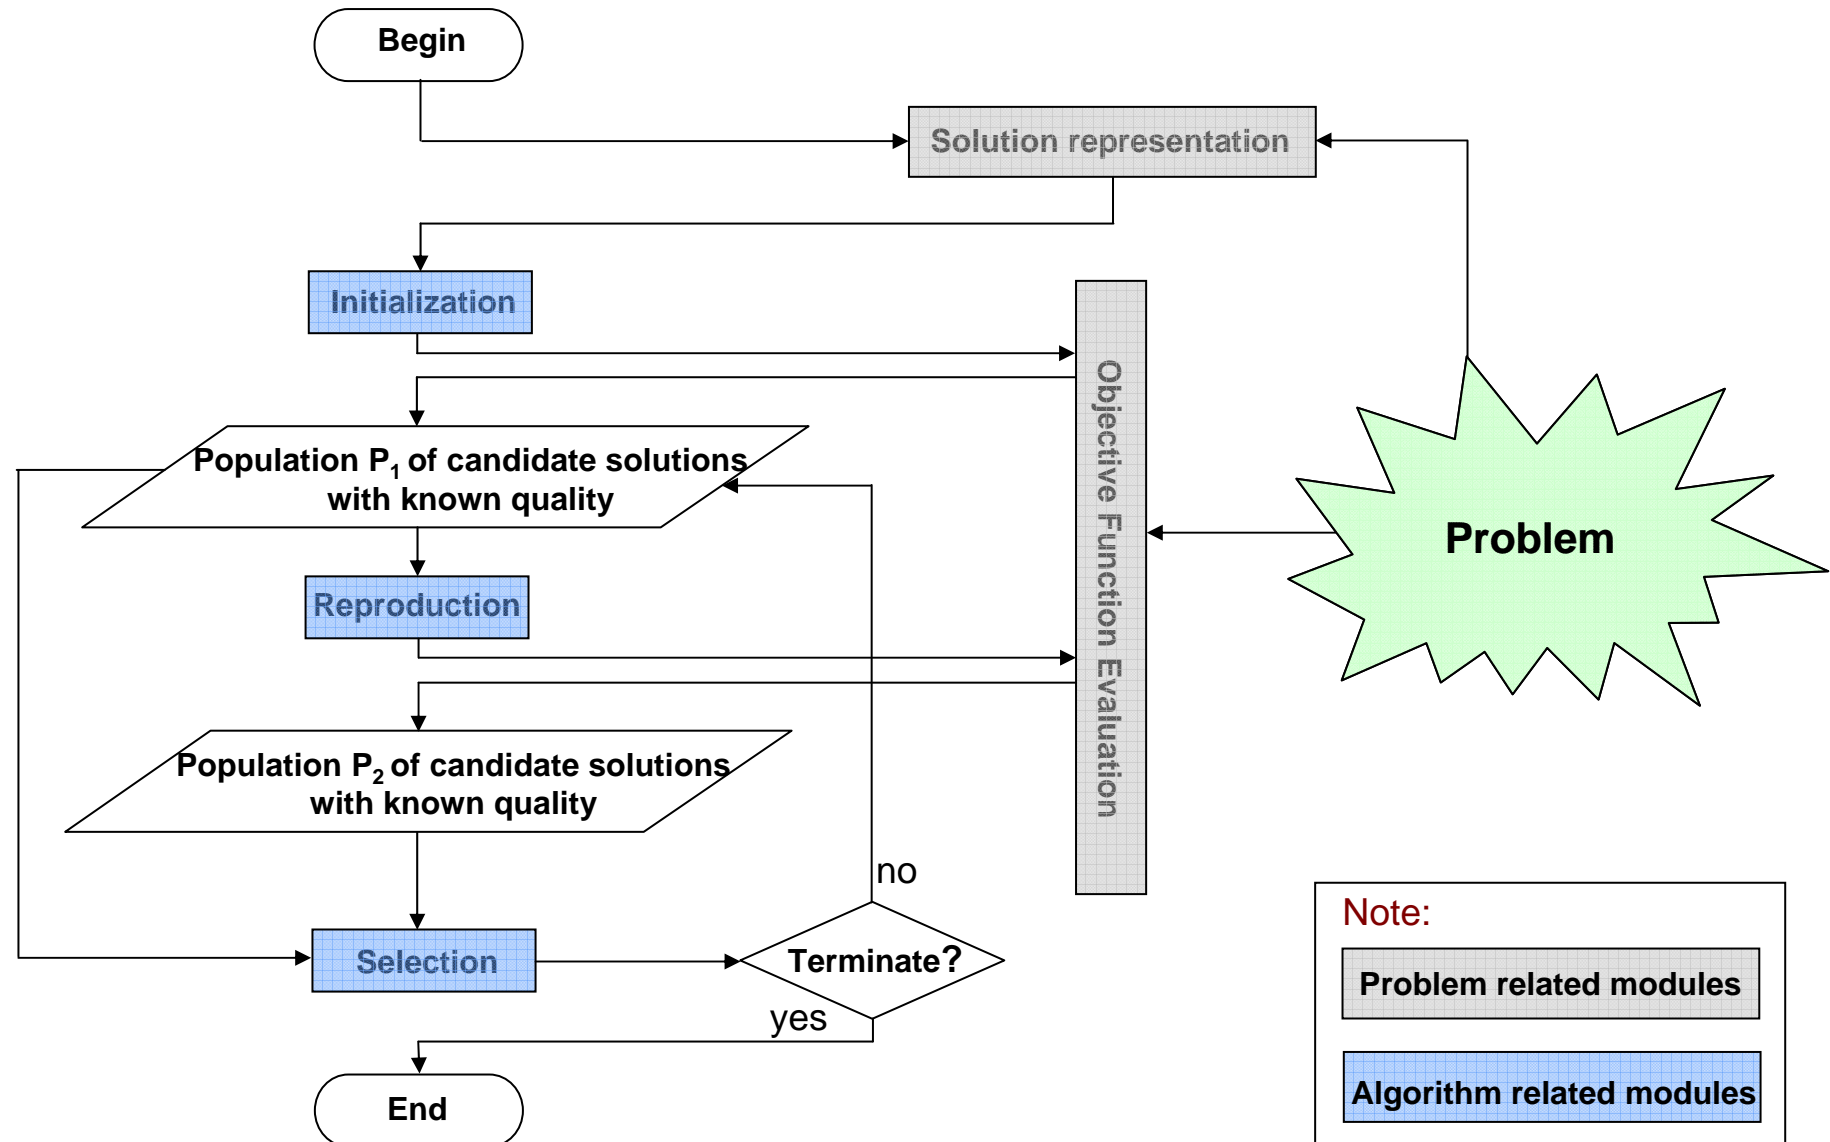 Begin
Solution representation
Initialization
Objective Function Evaluation
Population P₁ of candidate solutions
with known quality
Problem
Reproduction
Population P₂ of candidate solutions
with known quality
no
Selection
Terminate?
yes
End
Note:
Problem related modules
Algorithm related modules